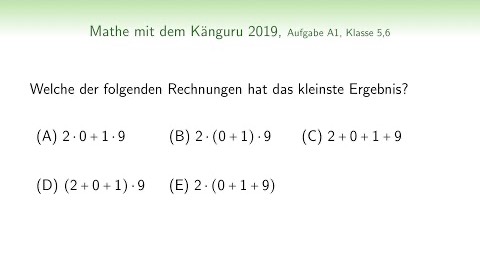 Mathe mit dem Känguru 2019, Aufgabe A1, Klasse 5,6
Welche der folgenden Rechnungen hat das kleinste Ergebnis?
(A) 2 · 0 + 1 · 9 (B) 2 · (0 + 1) · 9 (C) 2 + 0 + 1 + 9
(D) (2 + 0 + 1) · 9 (E) 2 · (0 + 1 + 9)